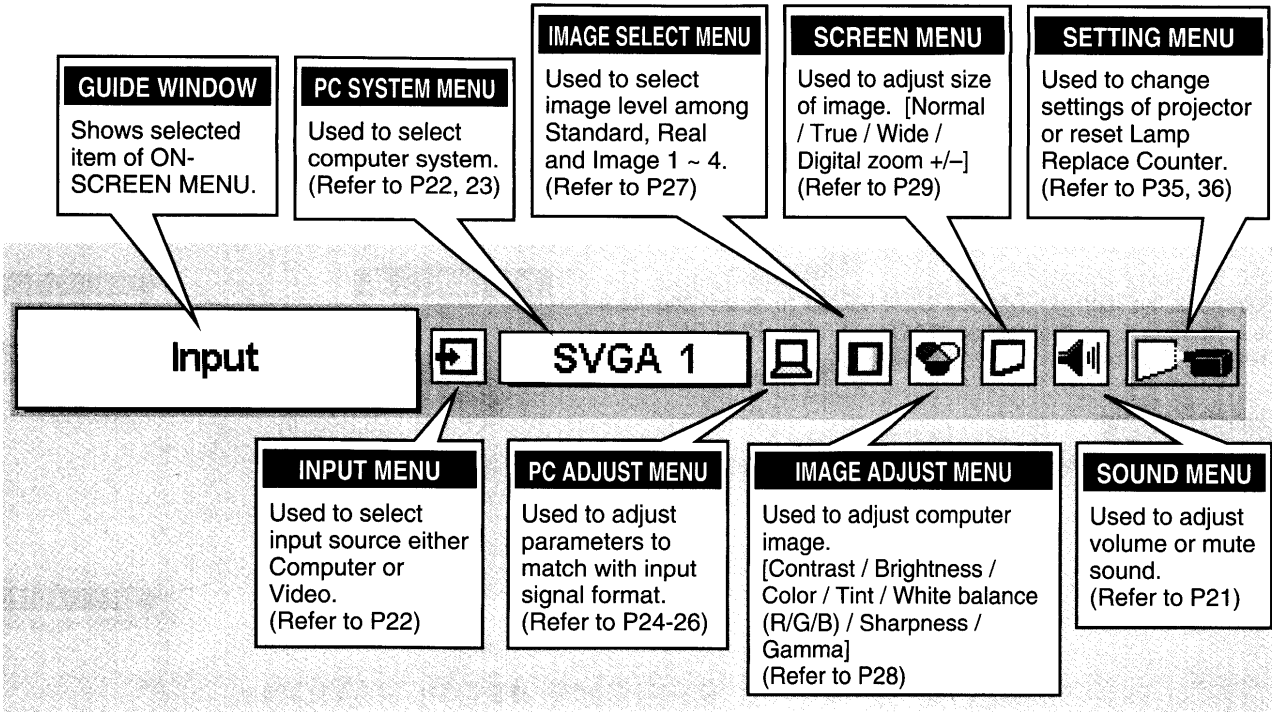 GUIDE WINDOW
Shows selected
item of ON-
SCREEN MENU.
PC SYSTEM MENU
Used to select
computer system.
(Refer to P22, 23)
IMAGE SELECT MENU
Used to select
image level among
Standard, Real
and Image 1 ~ 4.
(Refer to P27)
SCREEN MENU
Used to adjust size
of image. [Normal
/ True / Wide /
Digital zoom +/–]
(Refer to P29)
SETTING MENU
Used to change
settings of projector
or reset Lamp
Replace Counter.
(Refer to P35, 36)
Input
SVGA 1
INPUT MENU
Used to select
input source either
Computer or
Video.
(Refer to P22)
PC ADJUST MENU
Used to adjust
parameters to
match with input
signal format.
(Refer to P24-26)
IMAGE ADJUST MENU
Used to adjust computer
image.
[Contrast / Brightness /
Color / Tint / White balance
(R/G/B) / Sharpness /
Gamma]
(Refer to P28)
SOUND MENU
Used to adjust
volume or mute
sound.
(Refer to P21)